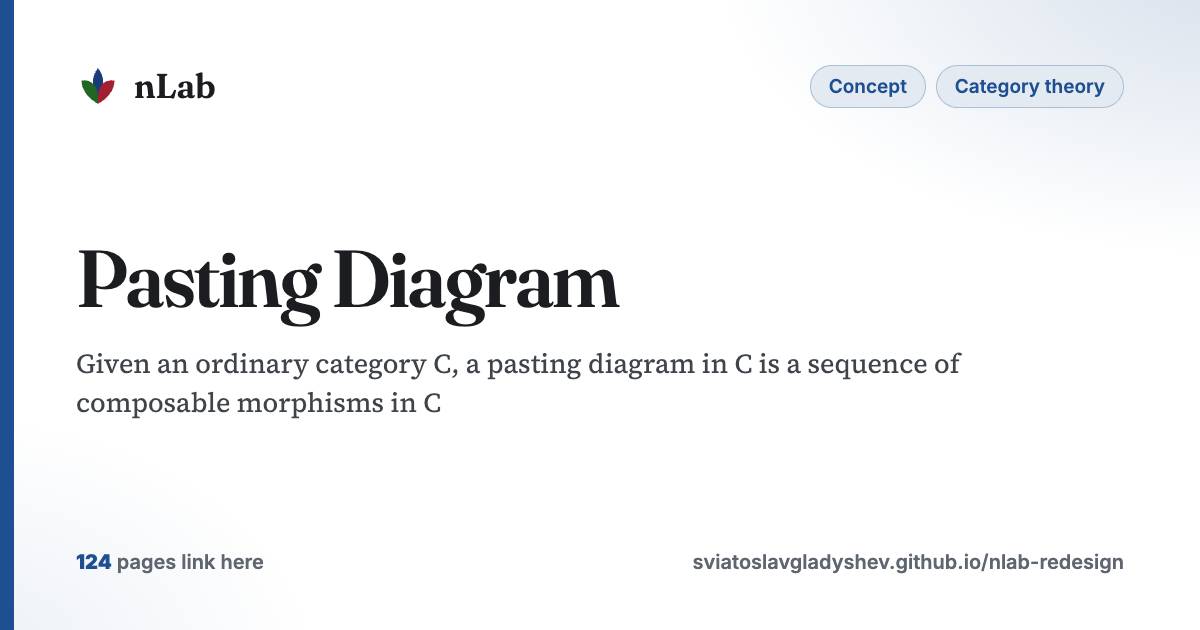 nLab
Concept
Category theory
Pasting Diagram
Given an ordinary category C, a pasting diagram in C is a sequence of
composable morphisms in C
124 pages link here
sviatoslavgladyshev.github.io/nlab-redesign